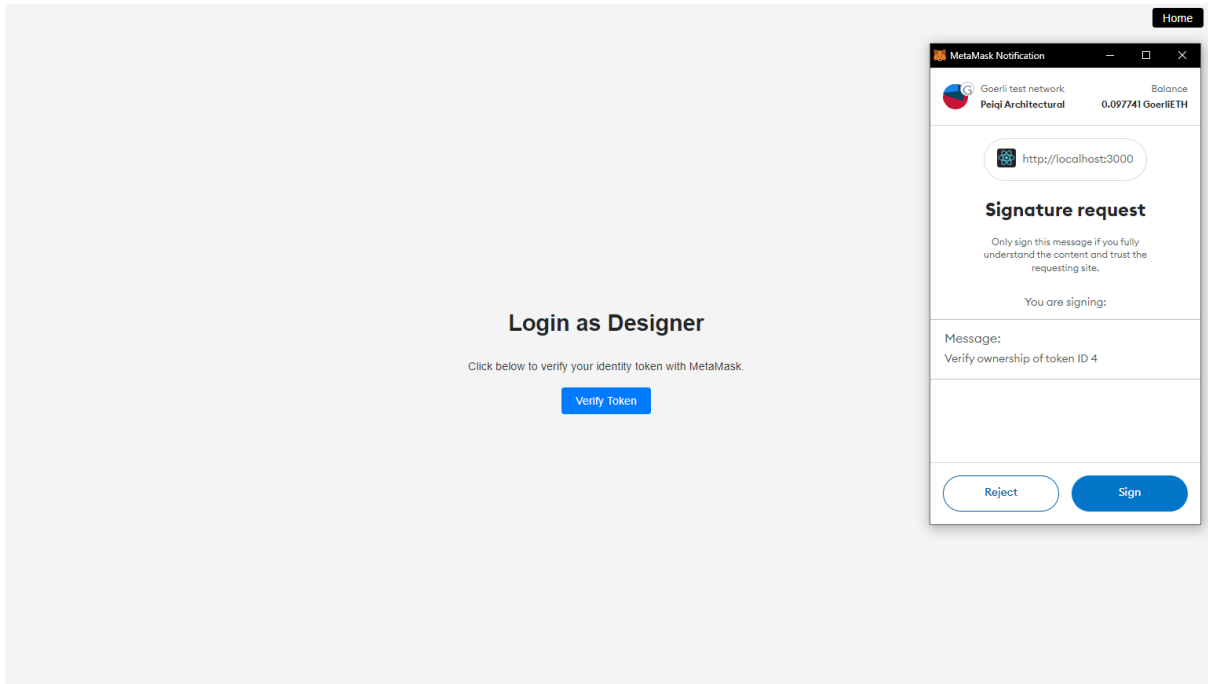 Home
MetaMask Notification
G
Goerli test network
Balance
Peiqi Architectural
0.097741 GoerliETH
http://localhost:3000
Signature request
Only sign this message if you fully
understand the content and trust the
requesting site.
You are signing:
Message:
Verify ownership of token ID 4
Reject
Sign
Login as Designer
Click below to verify your identity token with MetaMask.
Verify Token